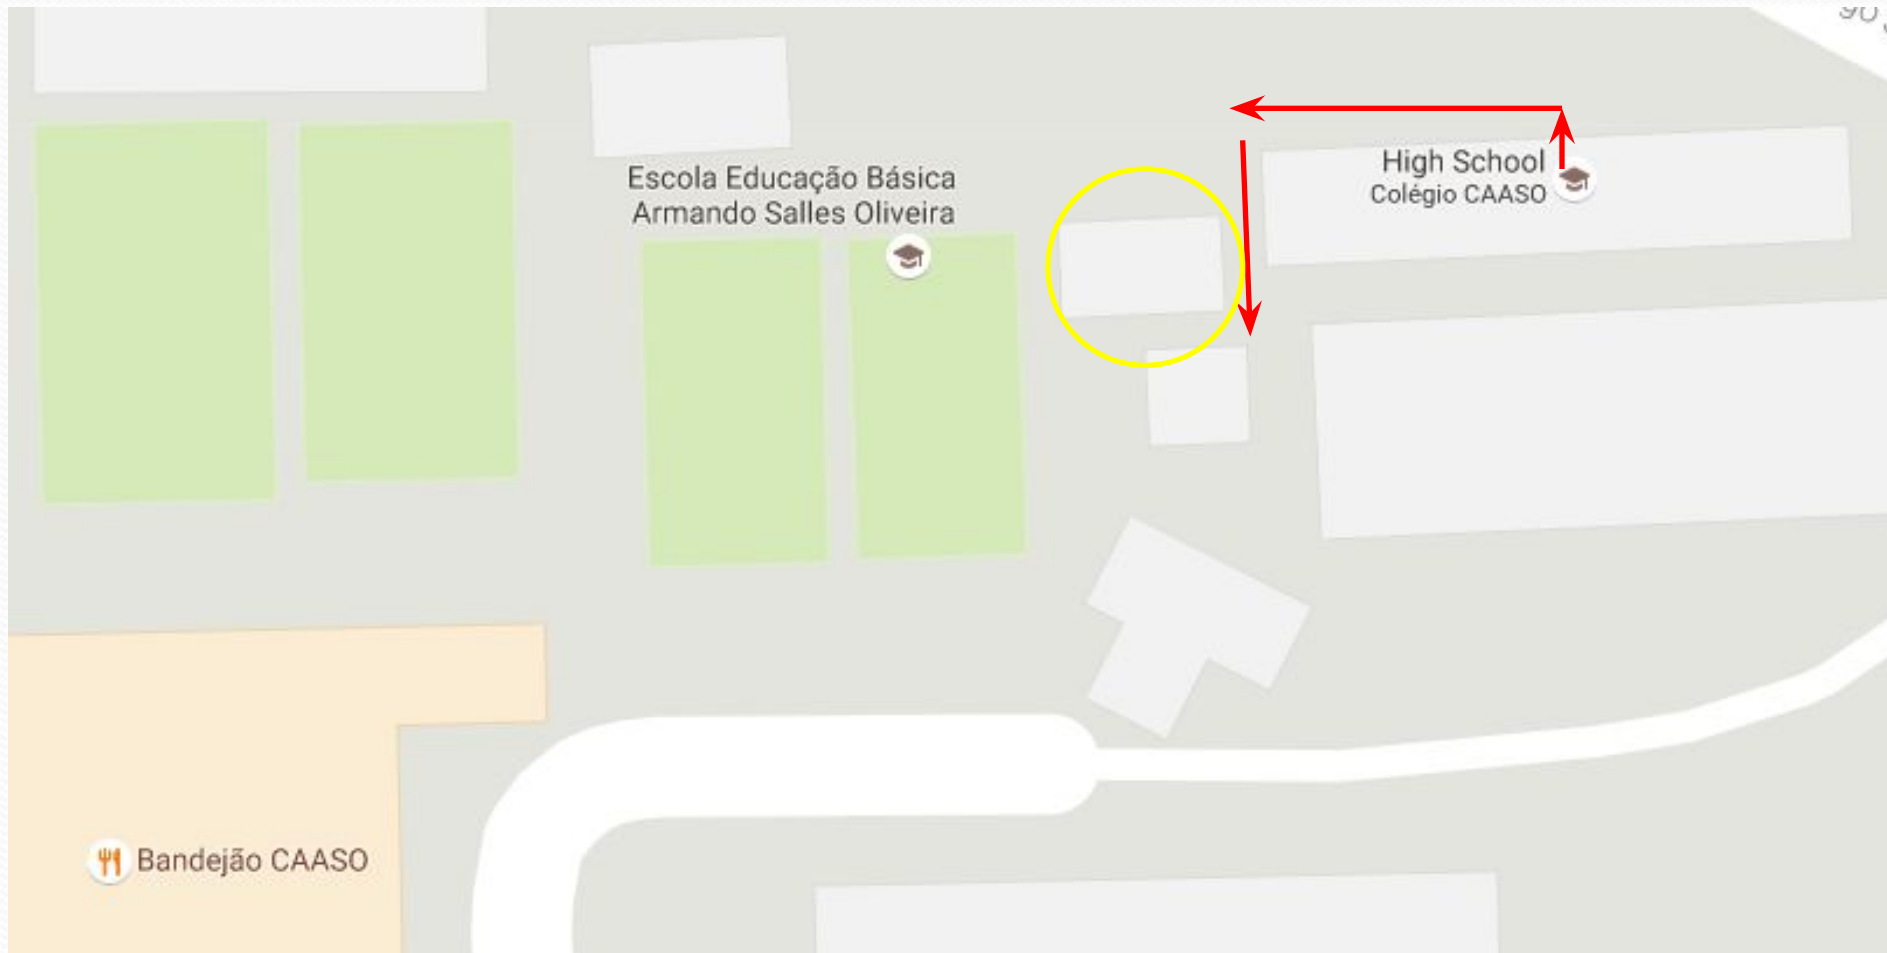 Escola Educação Básica
Armando Salles Oliveira
High School
Colégio CAASO
Bandejão CAASO